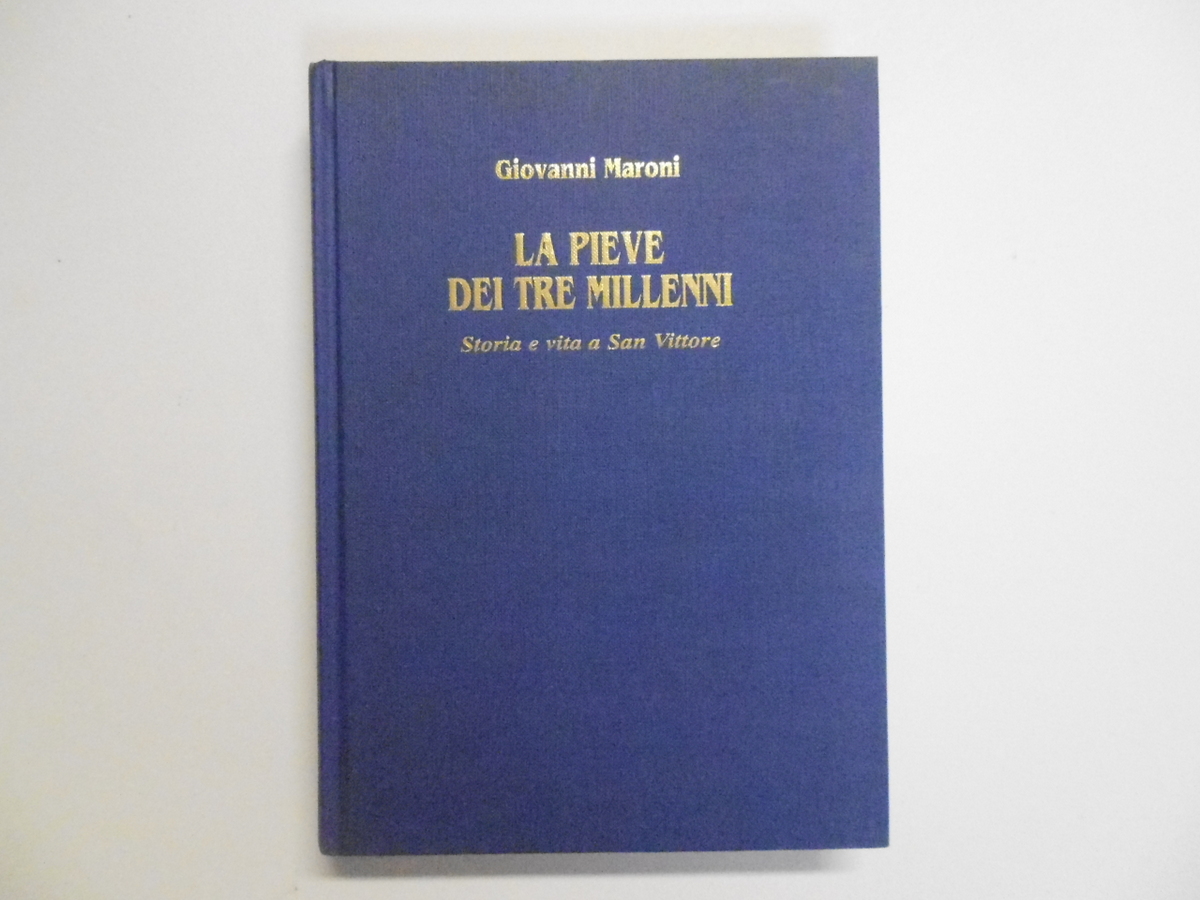 Giovanni Maroni
LA PIEVE
DEI TRE MILLENNI
Storia e vita a San Vittore